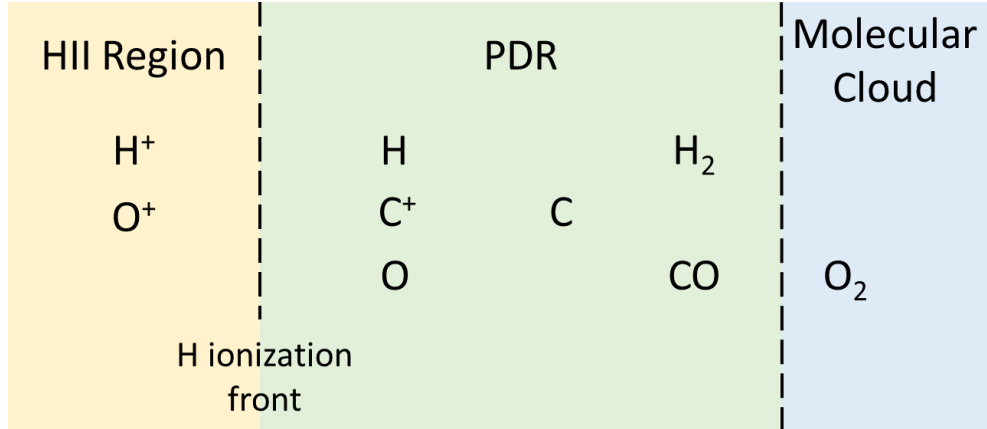 HII Region
PDR
Molecular
Cloud
H⁺
H
H₂
O⁺
C⁺
C
O
CO
O₂
H ionization
front